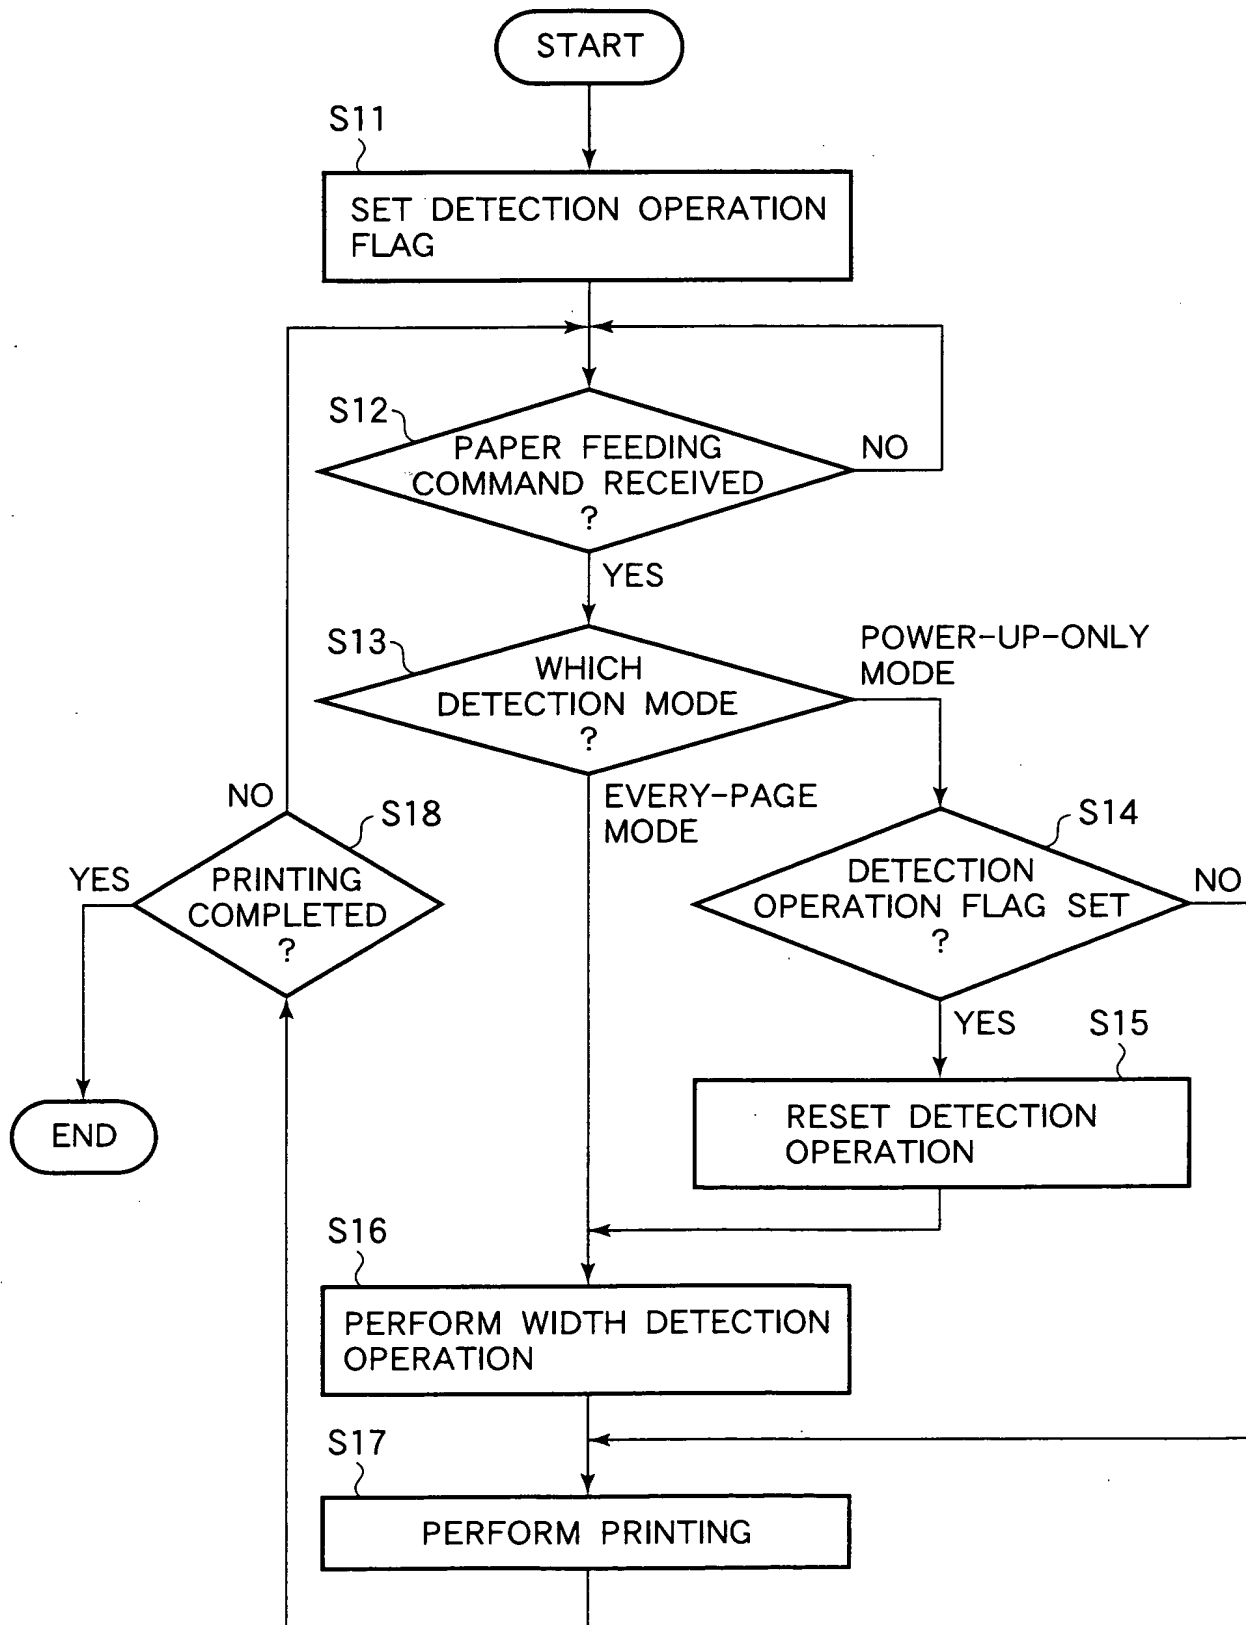 START
S11
SET DETECTION OPERATION
FLAG
S12
PAPER FEEDING
COMMAND RECEIVED
?
NO
YES
S13
WHICH
DETECTION MODE
?
POWER-UP-ONLY
MODE
EVERY-PAGE
MODE
NO
S18
YES
PRINTING
COMPLETED
?
S14
DETECTION
OPERATION FLAG SET
?
NO
YES
S15
RESET DETECTION
OPERATION
END
S16
PERFORM WIDTH DETECTION
OPERATION
S17
PERFORM PRINTING